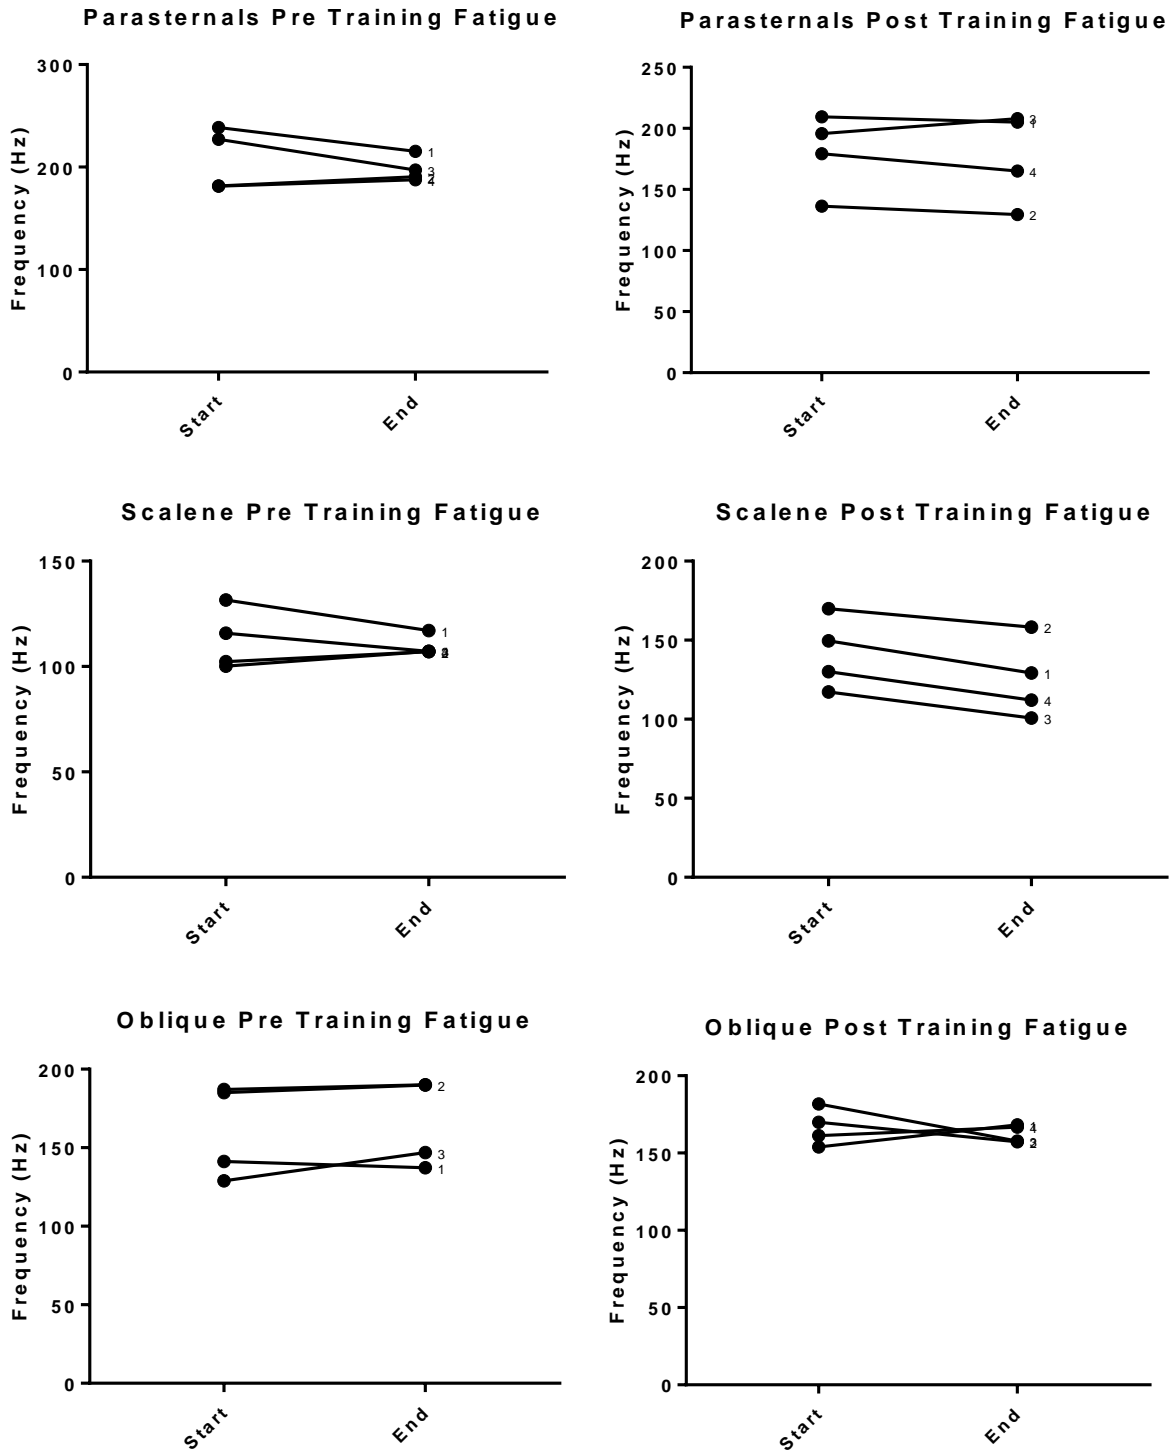 Parasternals Pre Training Fatigue
Frequency (Hz)
300
200
100
0
1
3
2
4
Start
End
Parasternals Post Training Fatigue
Frequency (Hz)
250
200
150
100
50
0
3
1
4
2
Start
End
Scalene Pre Training Fatigue
Frequency (Hz)
150
100
50
0
1
Start
End
Scalene Post Training Fatigue
Frequency (Hz)
200
150
100
50
0
2
1
4
3
Start
End
Oblique Pre Training Fatigue
Frequency (Hz)
200
150
100
50
0
2
3
1
Start
End
Oblique Post Training Fatigue
Frequency (Hz)
200
150
100
50
0
Start
End